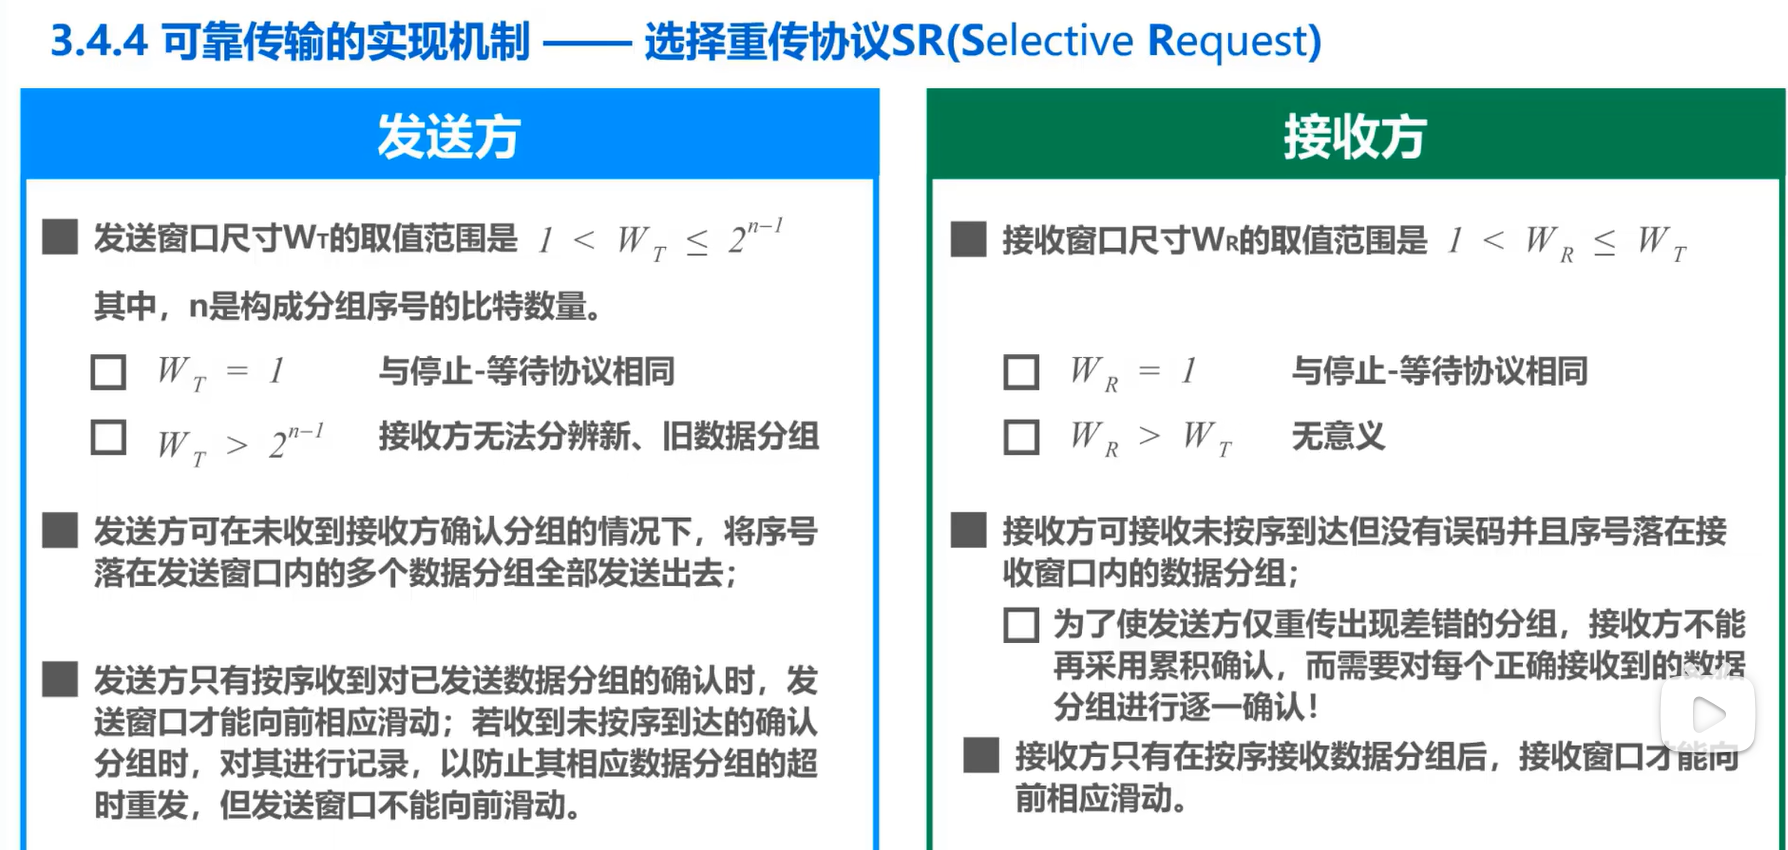 3.4.4 可靠传输的实现机制 —— 选择重传协议SR(Selective Request)
发送方
发送窗口尺寸WT的取值范围是 1 < W_T ≤ 2^{n-1}
其中，n是构成分组序号的比特数量。
W_T = 1 与停止-等待协议相同
W_T > 2^{n-1} 接收方无法分辨新、旧数据分组
发送方可在未收到接收方确认分组的情况下，将序号
落在发送窗口内的多个数据分组全部发送出去；
发送方只有按序收到对已发送数据分组的确认时，发
送窗口才能向前相应滑动；若收到未按序到达的确认
分组时，对其进行记录，以防止其相应数据分组的超
时重发，但发送窗口不能向前滑动。
接收方
接收窗口尺寸WR的取值范围是 1 < W_R ≤ W_T
W_R = 1 与停止-等待协议相同
W_R > W_T 无意义
接收方可接收未按序到达但没有误码并且序号落在接
收窗口内的数据分组；
为了使发送方仅重传出现差错的分组，接收方不能
再采用累积确认，而需要对每个正确接收到的数据
分组进行逐一确认！
接收方只有在按序接收数据分组后，接收窗口才能向
前相应滑动。